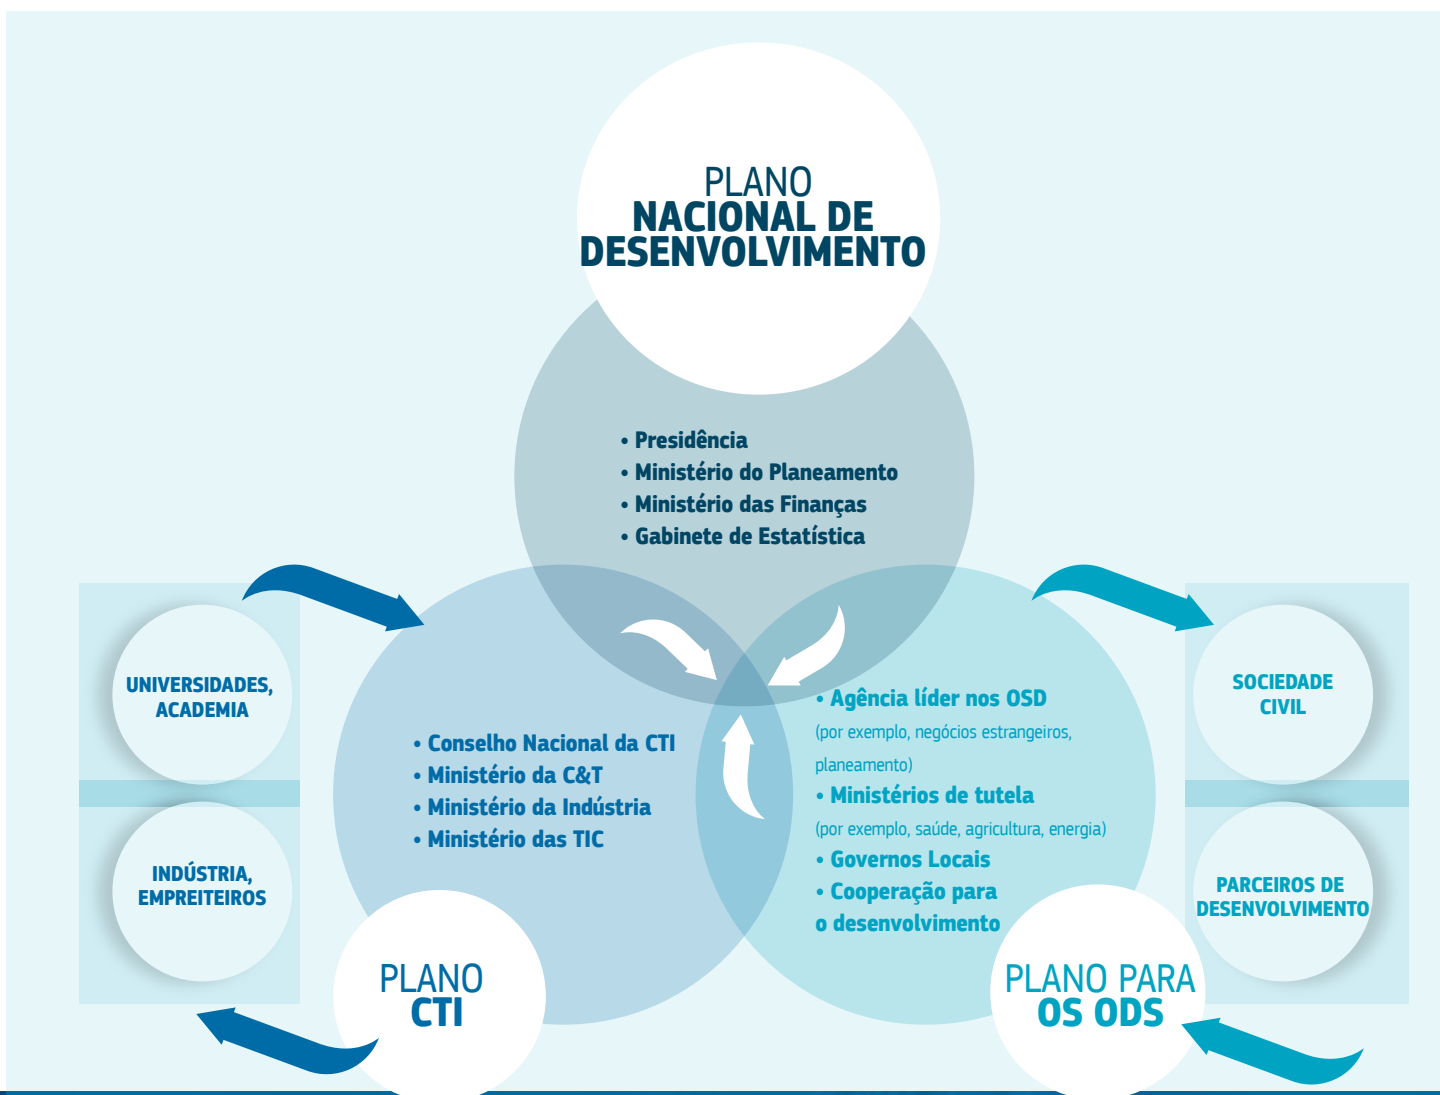 PLANO
NACIONAL DE
DESENVOLVIMENTO
• Presidência
• Ministério do Planeamento
• Ministério das Finanças
• Gabinete de Estatística
UNIVERSIDADES,
ACADEMIA
INDÚSTRIA,
EMPREITEIROS
• Conselho Nacional da CTI
• Ministério da C&T
• Ministério da Indústria
• Ministério das TIC
PLANO
CTI
• Agência líder nos OSD
(por exemplo, negócios estrangeiros,
planeamento)
• Ministérios de tutela
(por exemplo, saúde, agricultura, energia)
• Governos Locais
• Cooperação para
o desenvolvimento
PLANO PARA
OS ODS
SOCIEDADE
CIVIL
PARCEIROS DE
DESENVOLVIMENTO